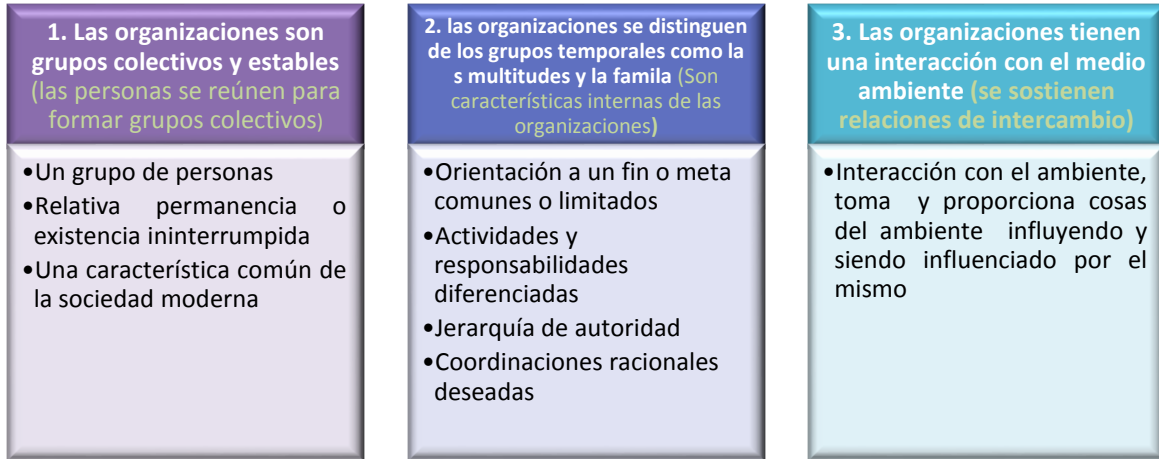 1. Las organizaciones son
grupos colectivos y estables
(las personas se reúnen para
formar grupos colectivos)
•Un grupo de personas
•Relativa permanencia o
existencia ininterrumpida
•Una característica común de
la sociedad moderna
2. las organizaciones se distinguen
de los grupos temporales como la
s multitudes y la famila (Son
características internas de las
organizaciones)
•Orientación a un fin o meta
comunes o limitados
•Actividades y
responsabilidades
diferenciadas
•Jerarquía de autoridad
•Coordinaciones racionales
deseadas
3. Las organizaciones tienen
una interacción con el medio
ambiente (se sostienen
relaciones de intercambio)
•Interacción con el ambiente,
toma y proporciona cosas
del ambiente influyendo y
siendo influenciado por el
mismo